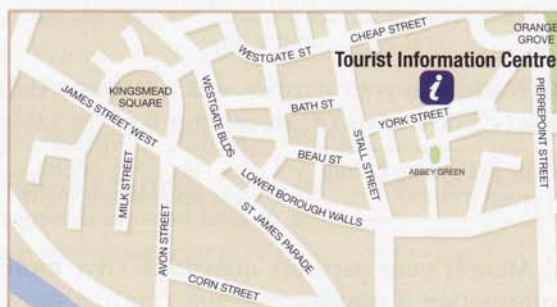 ORANGE
GROVE
CHEAP STREET
WESTGATE ST
Tourist Information Centre
i
KINGSMEAD
SQUARE
JAMES STREET WEST
WESTGATE BLDS
BATH ST
YORK STREET
PIERREPOINT STREET
STALL STREET
BEAU ST
ABBEY GREEN
MILK STREET
LOWER BOROUGH WALLS
ST JAMES PARADE
AVON STREET
CORN STREET